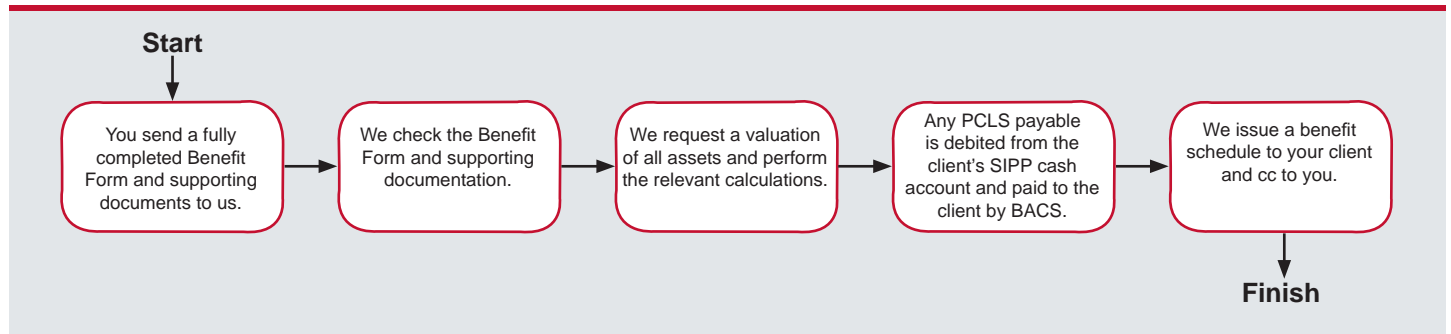 Start
You send a fully
completed Benefit
Form and supporting
documents to us.
We check the Benefit
Form and supporting
documentation.
We request a valuation
of all assets and perform
the relevant calculations.
Any PCLS payable
is debited from the
client's SIPP cash
account and paid to the
client by BACS.
We issue a benefit
schedule to your client
and cc to you.
Finish